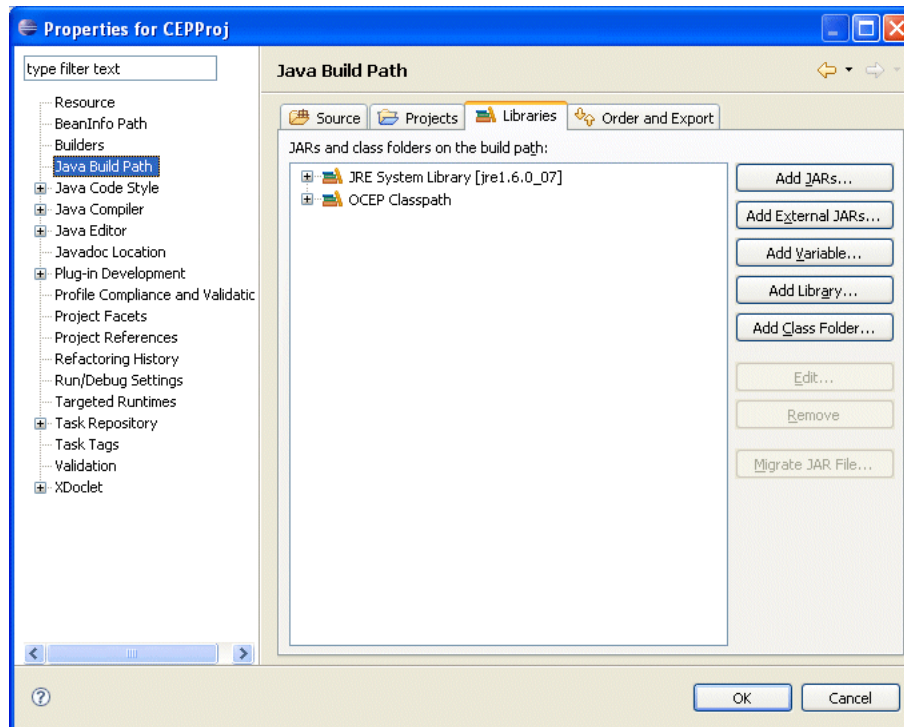 Properties for CEPProj
type filter text
Resource
BeanInfo Path
Builders
Java Build Path
Java Code Style
Java Compiler
Java Editor
Javadoc Location
Plug-in Development
Profile Compliance and Validatic
Project Facets
Project References
Refactoring History
Run/Debug Settings
Targeted Runtimes
Task Repository
Task Tags
Validation
XDoclet
Java Build Path
Source Projects Libraries Order and Export
JARs and class folders on the build path:
JRE System Library [jre1.6.0_07]
OCEP Classpath
Add JARs...
Add External JARs...
Add Variable...
Add Library...
Add Class Folder...
Edit...
Remove
Migrate JAR File...
?
OK Cancel